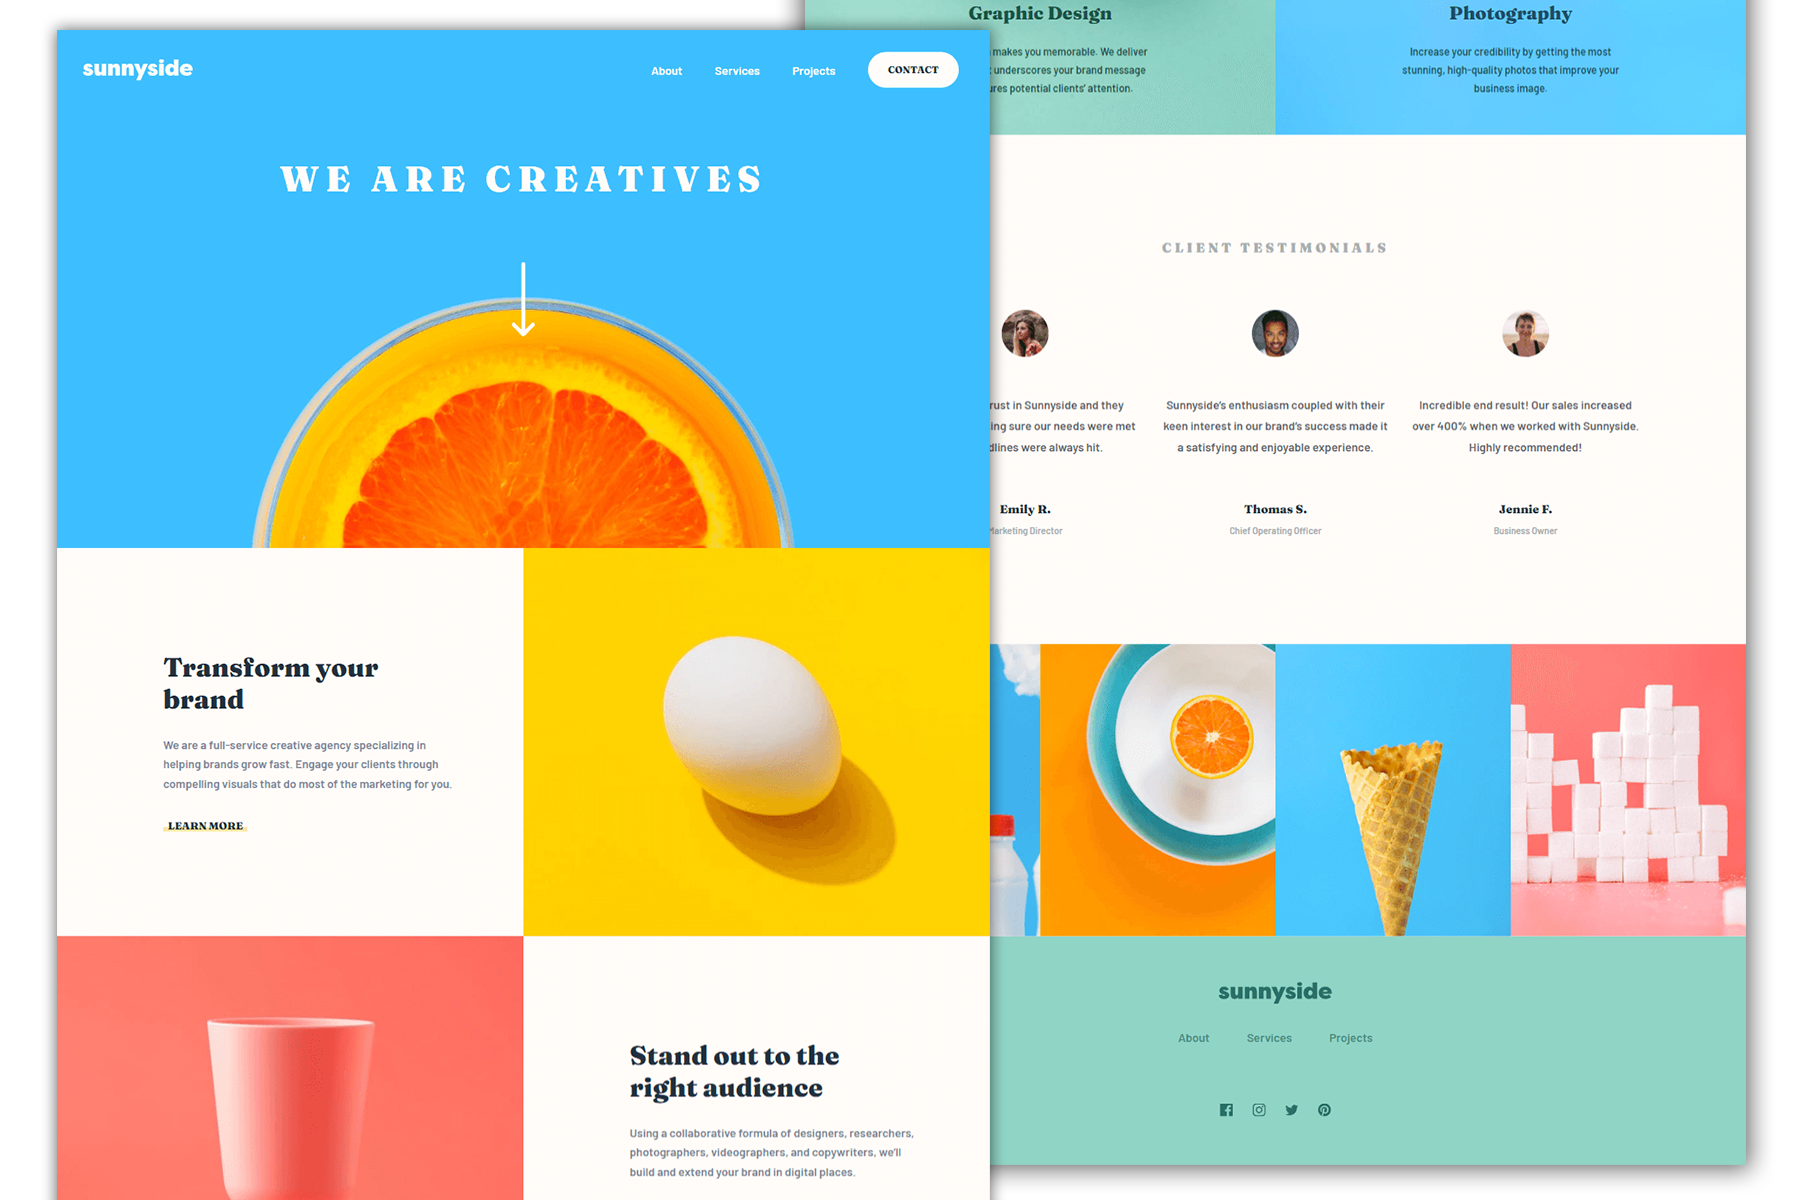 sunnyside
About Services Projects CONTACT
WE ARE CREATIVES
Transform your
brand
We are a full-service creative agency specializing in
helping brands grow fast. Engage your clients through
compelling visuals that do most of the marketing for you.
LEARN MORE
Stand out to the
right audience
Using a collaborative formula of designers, researchers,
photographers, videographers, and copywriters, we'll
build and extend your brand in digital places.
Graphic Design
makes you memorable. We deliver
underscores your brand message
potential clients' attention.
Photography
Increase your credibility by getting the most
stunning, high-quality photos that improve your
business image.
CLIENT TESTIMONIALS
in Sunnyside and they
sure our needs were met
were always hit.
Emily R.
Marketing Director
Sunnyside's enthusiasm coupled with their
keen interest in our brand's success made it
a satisfying and enjoyable experience.
Thomas S.
Chief Operating Officer
Incredible end result! Our sales increased
over 400% when we worked with Sunnyside.
Highly recommended!
Jennie F.
Business Owner
sunnyside
About Services Projects